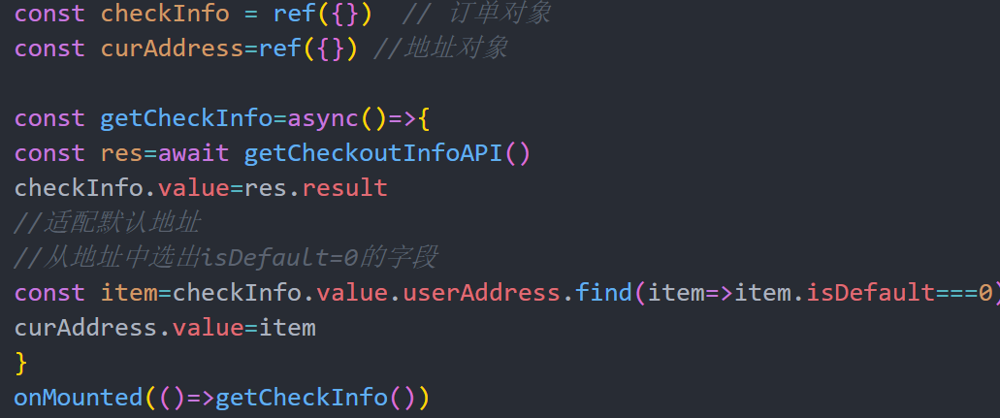 const checkInfo = ref({})  // 订单对象
const curAddress=ref({}) //地址对象
const getCheckInfo=async()=>{
const res=await getCheckoutInfoAPI()
checkInfo.value=res.result
//适配默认地址
//从地址中选出isDefault=0的字段
const item=checkInfo.value.userAddress.find(item=>item.isDefault===0)
curAddress.value=item
}
onMounted(()=>getCheckInfo())